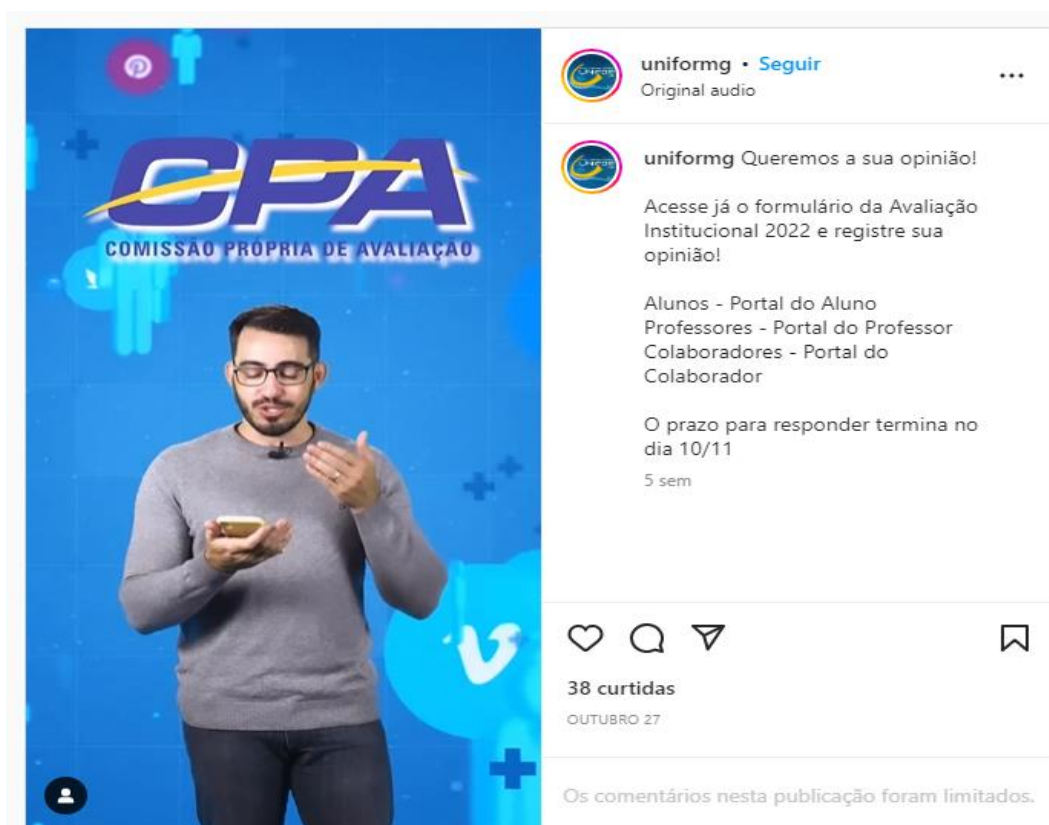 CPA
COMISSÃO PRÓPRIA DE AVALIAÇÃO
uniformg • Seguir
Original audio
uniformg Queremos a sua opinião!
Acesse já o formulário da Avaliação
Institucional 2022 e registre sua
opinião!
Alunos - Portal do Aluno
Professores - Portal do Professor
Colaboradores - Portal do
Colaborador
O prazo para responder termina no
dia 10/11
5 sem
38 curtidas
OUTUBRO 27
Os comentários nesta publicação foram limitados.